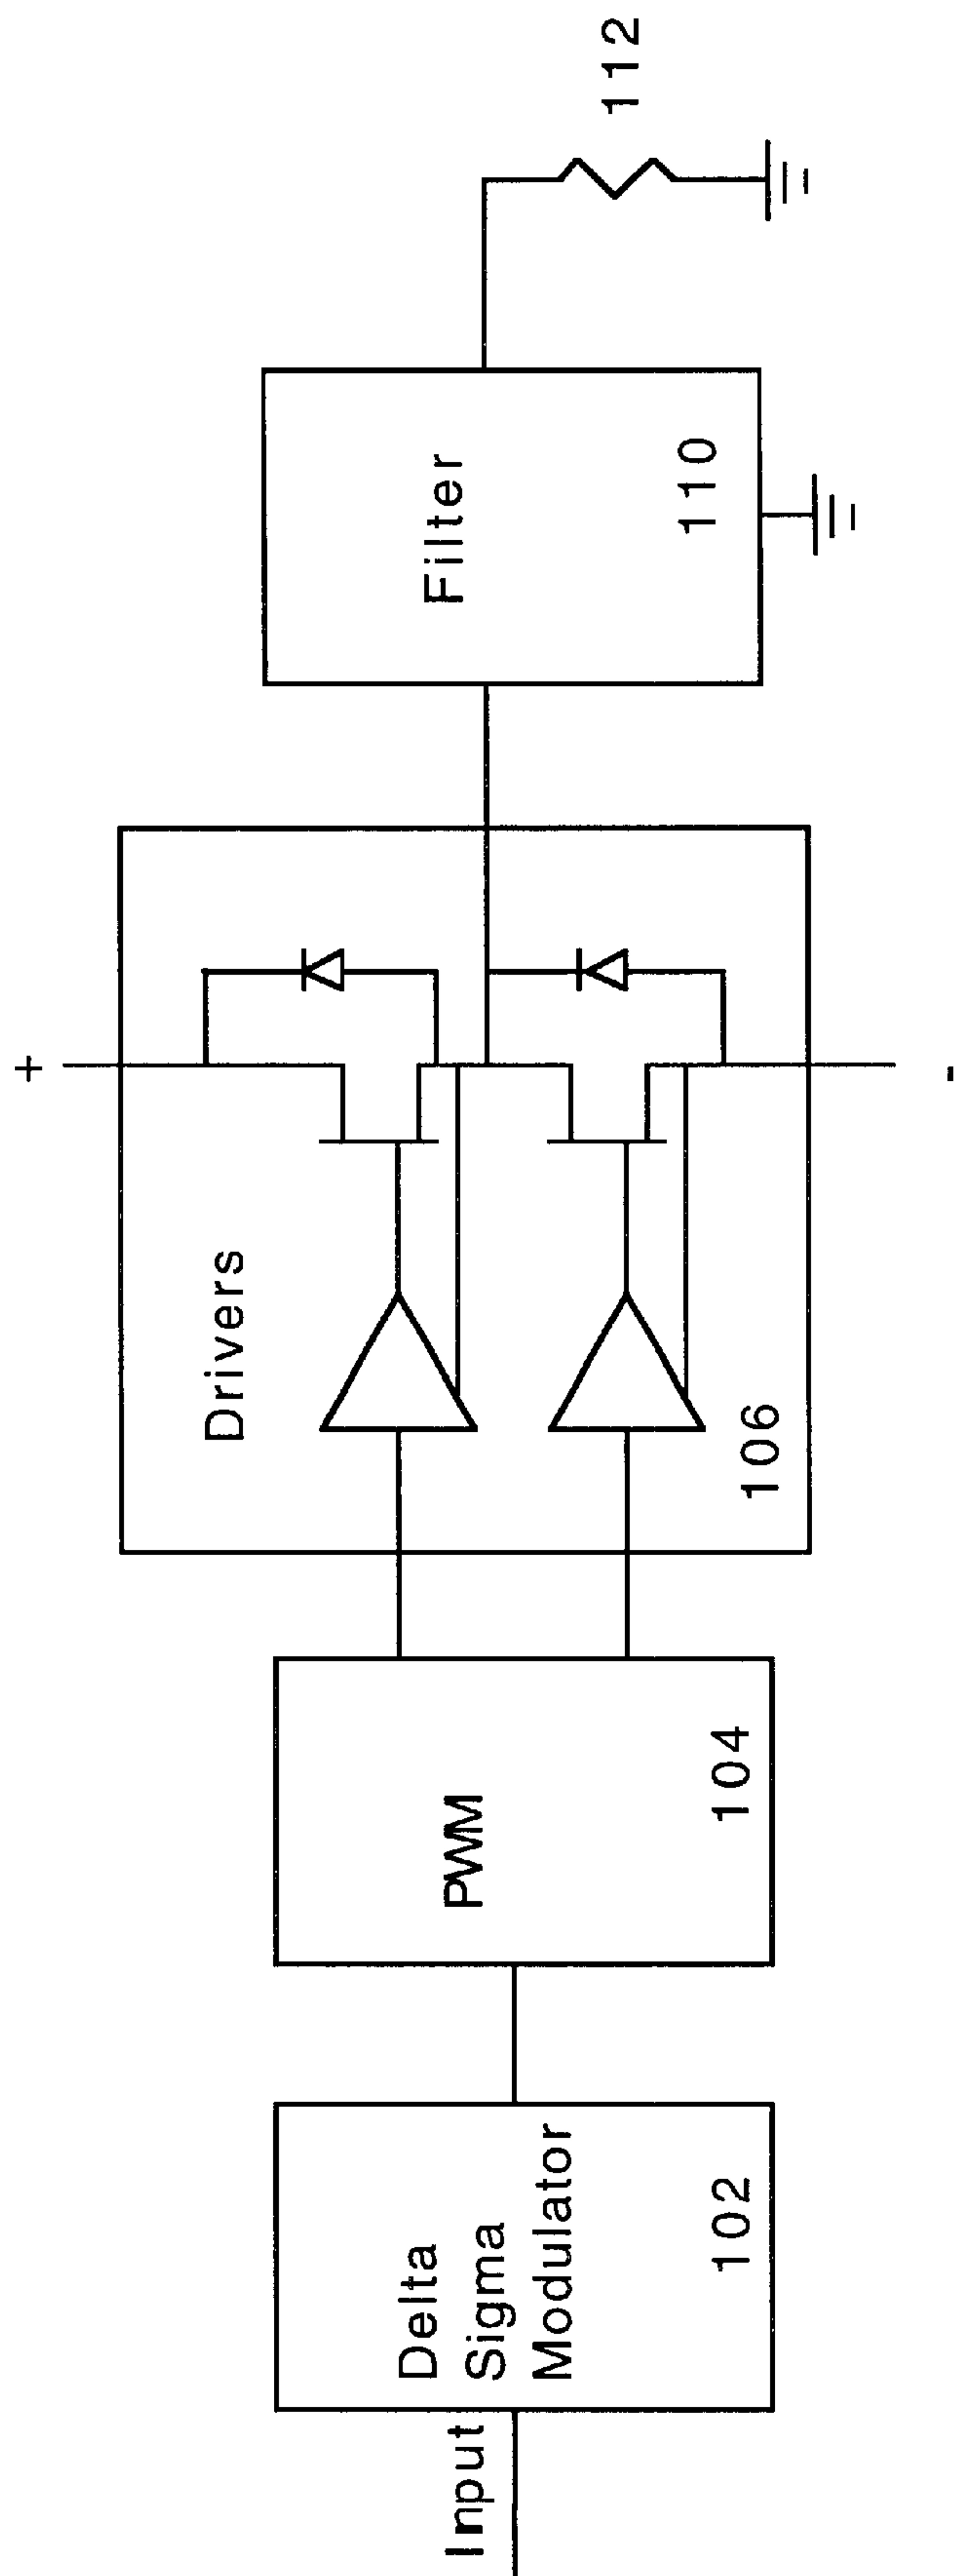 Input
Delta
Sigma
Modulator
102
PWM
104
Drivers
106
+
-
Filter
110
112